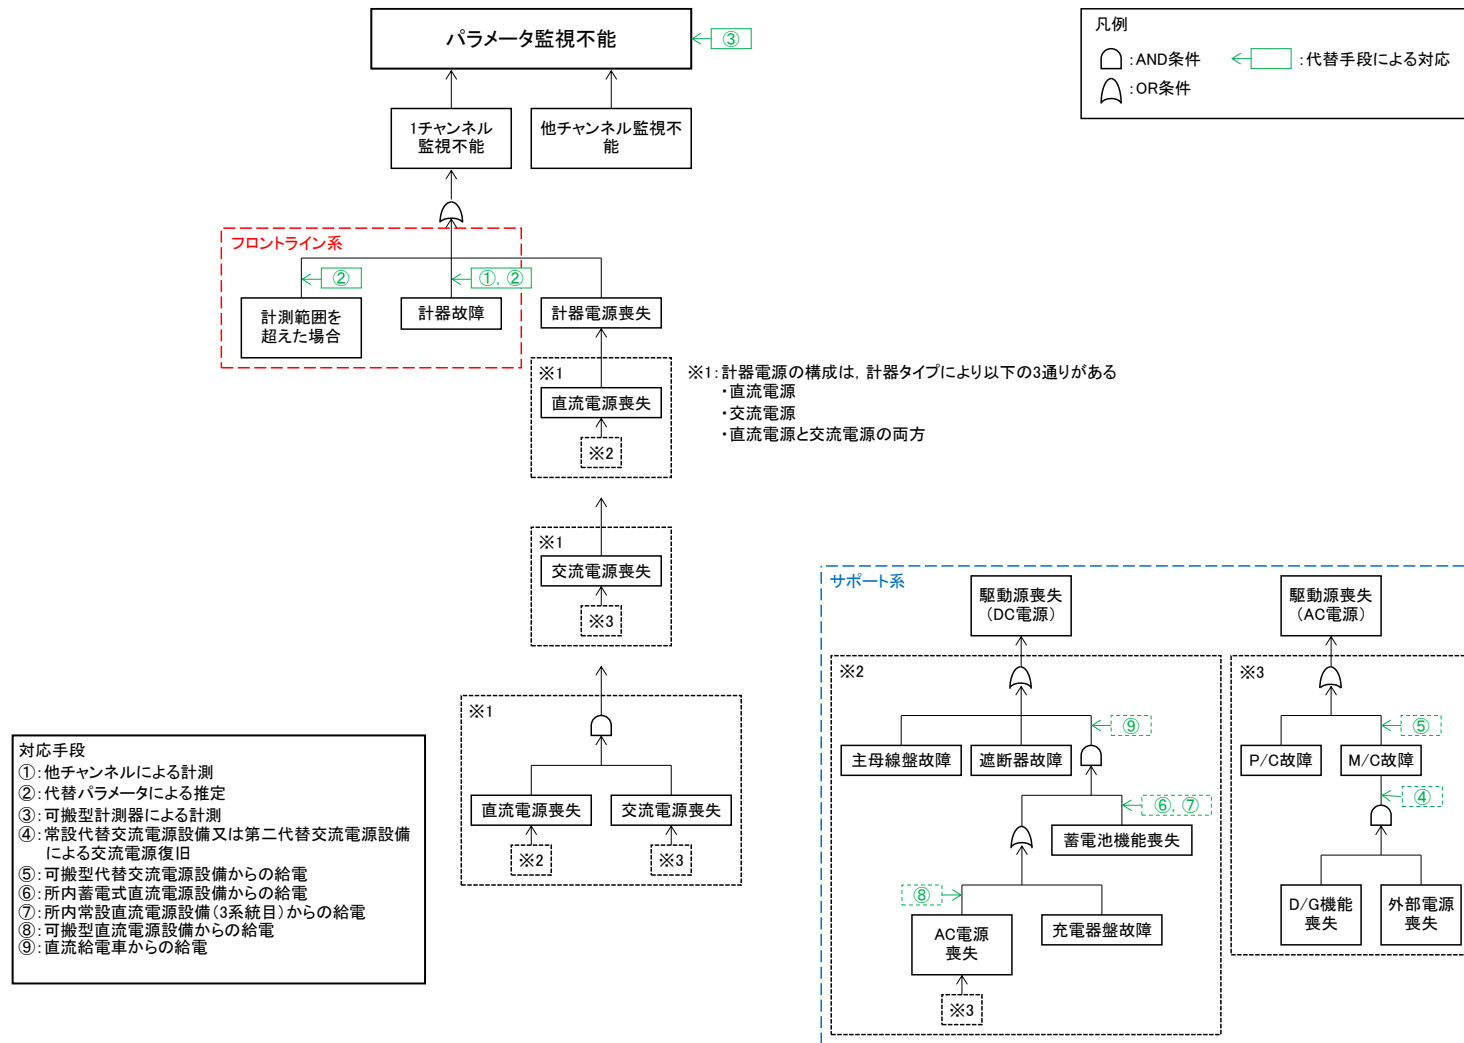 パラメータ監視不能
③
凡例
:AND条件
:代替手段による対応
:OR条件
1チャンネル
監視不能
他チャンネル監視不
能
フロントライン系
②
①, ②
計測範囲を
超えた場合
計器故障
計器電源喪失
※1
直流電源喪失
※2
※1:計器電源の構成は, 計器タイプにより以下の3通りがある
・直流電源
・交流電源
・直流電源と交流電源の両方
※1
交流電源喪失
※3
※1
直流電源喪失
交流電源喪失
※2
※3
サポート系
駆動源喪失
(DC電源)
駆動源喪失
(AC電源)
※2
⑨
主母線盤故障
遮断器故障
⑥, ⑦
蓄電池機能喪失
⑧
AC電源
喪失
充電器盤故障
※3
※3
⑤
P/C故障
M/C故障
④
D/G機能
喪失
外部電源
喪失
対応手段
①:他チャンネルによる計測
②:代替パラメータによる推定
③:可搬型計測器による計測
④:常設代替交流電源設備又は第二代替交流電源設備
による交流電源復旧
⑤:可搬型代替交流電源設備からの給電
⑥:所内蓄電式直流電源設備からの給電
⑦:所内常設直流電源設備(3系統目)からの給電
⑧:可搬型直流電源設備からの給電
⑨:直流給電車からの給電